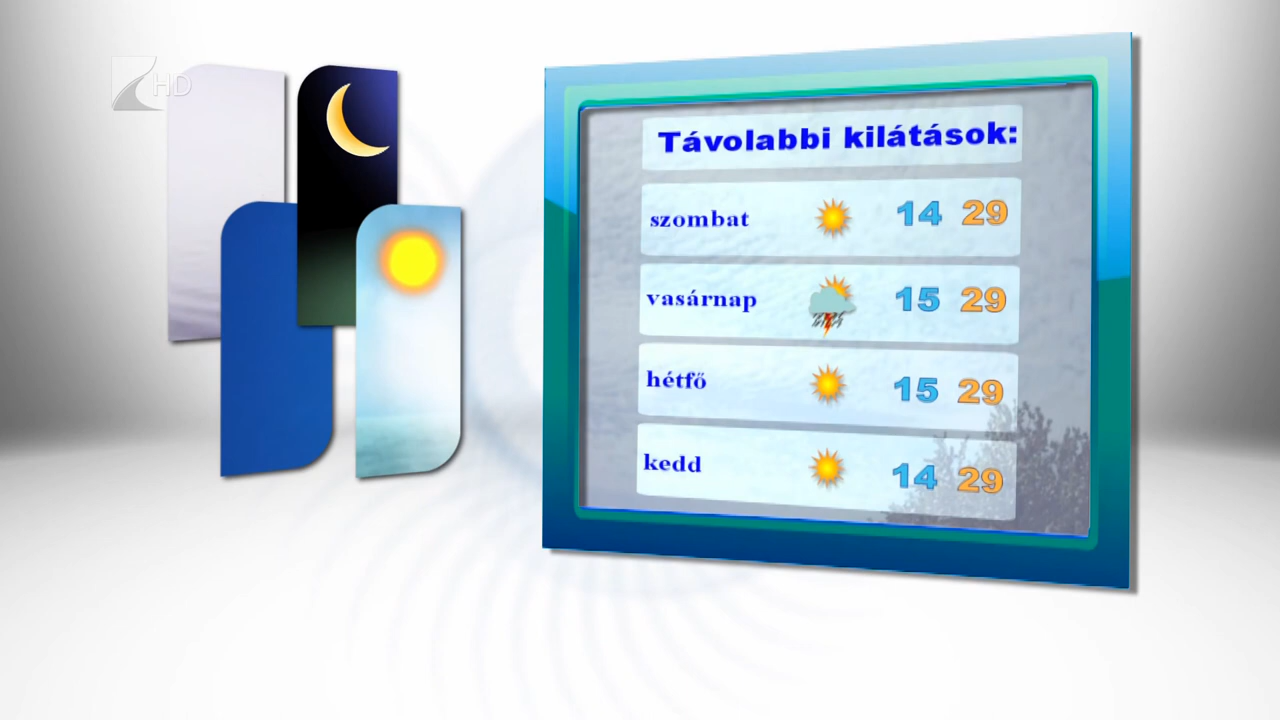 HD
Távolabbi kilátások:
szombat 14 29
vasárnap 15 29
hétfő 15 29
kedd 14 29